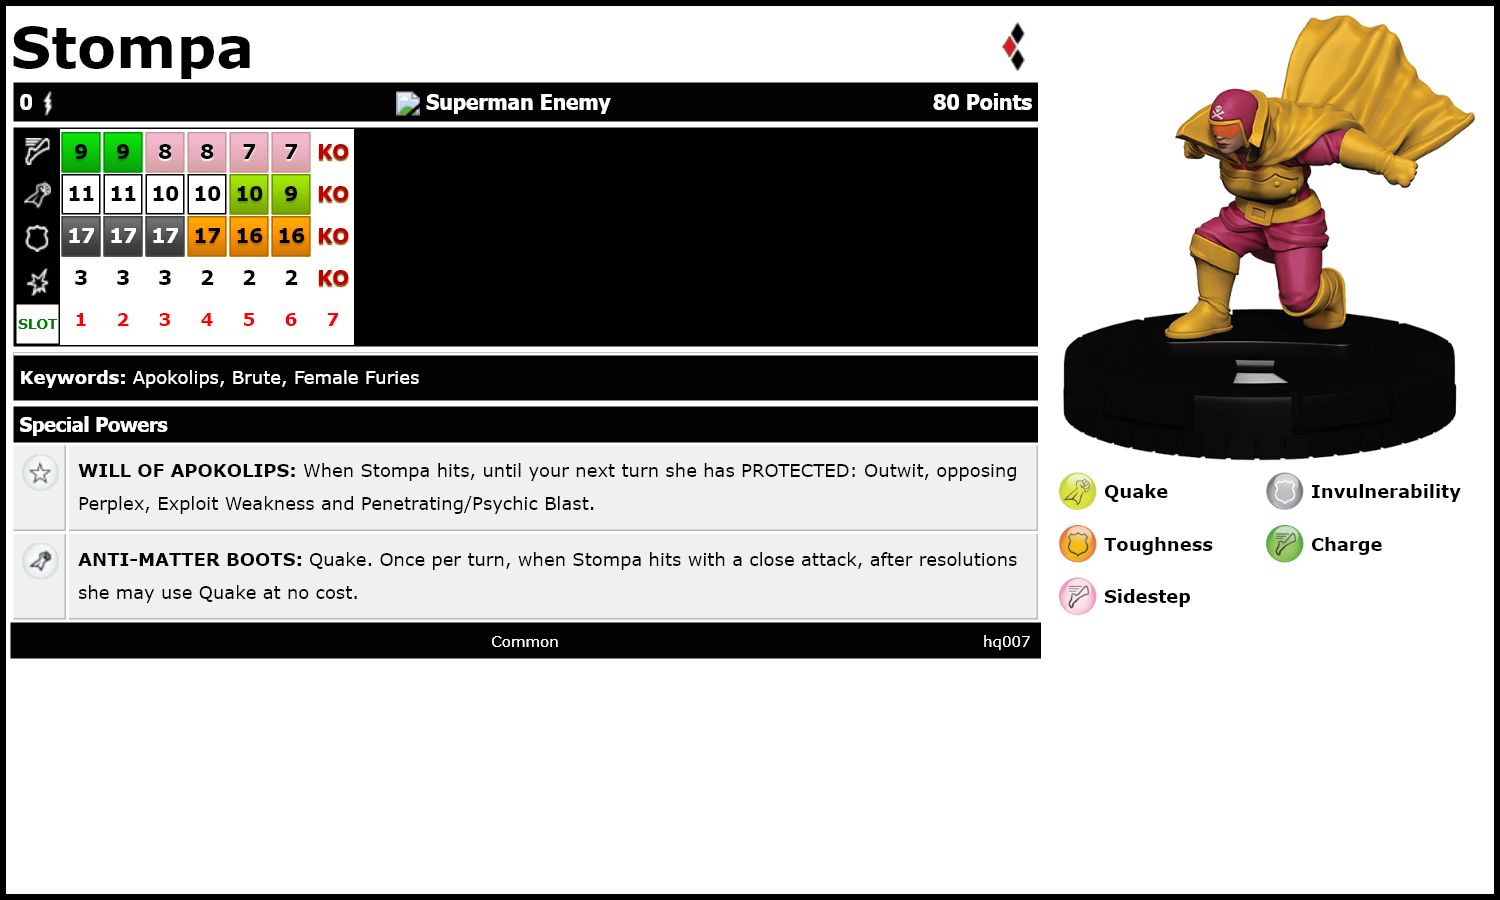 Stompa
0 Superman Enemy 80 Points
9 9 8 8 7 7 KO
11 11 10 10 10 9 KO
17 17 17 17 16 16 KO
3 3 3 2 2 2 KO
SLOT 1 2 3 4 5 6 7
Keywords: Apokolips, Brute, Female Furies
Special Powers
WILL OF APOKOLIPS: When Stompa hits, until your next turn she has PROTECTED: Outwit, opposing
Perplex, Exploit Weakness and Penetrating/Psychic Blast.
ANTI-MATTER BOOTS: Quake. Once per turn, when Stompa hits with a close attack, after resolutions
she may use Quake at no cost.
Common hq007
Quake Invulnerability
Toughness Charge
Sidestep